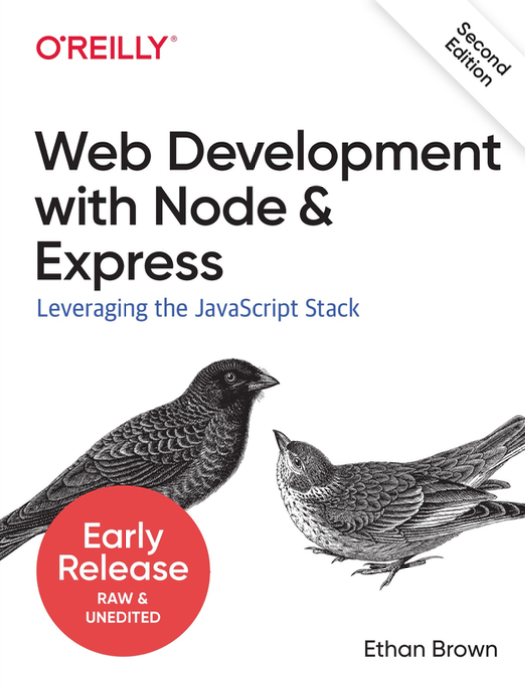 O'REILLY®
Second
Edition
Web Development
with Node &
Express
Leveraging the JavaScript Stack
Early
Release
RAW &
UNEDITED
Ethan Brown